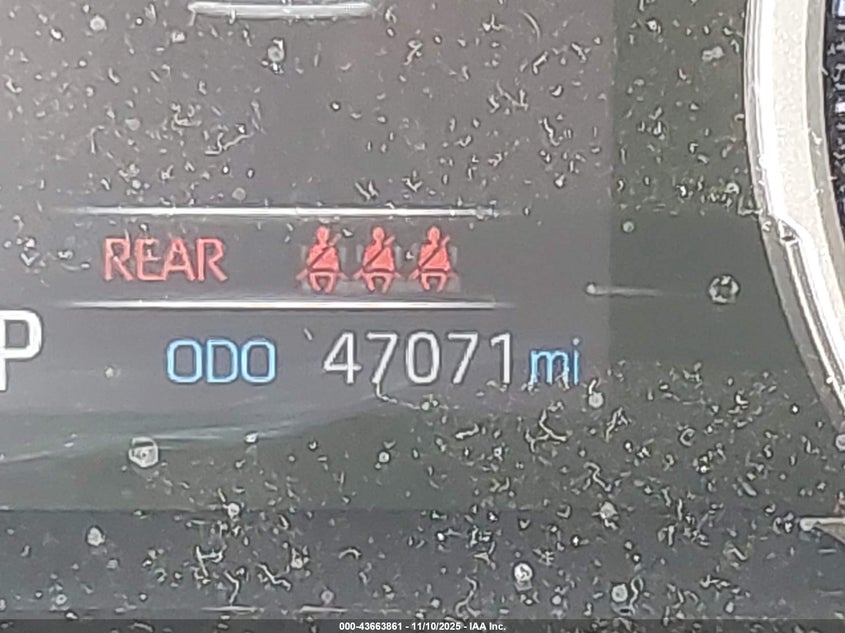 REAR
P
ODO 47071 mi
000-43663861 - 11/10/2025 - IAA Inc.